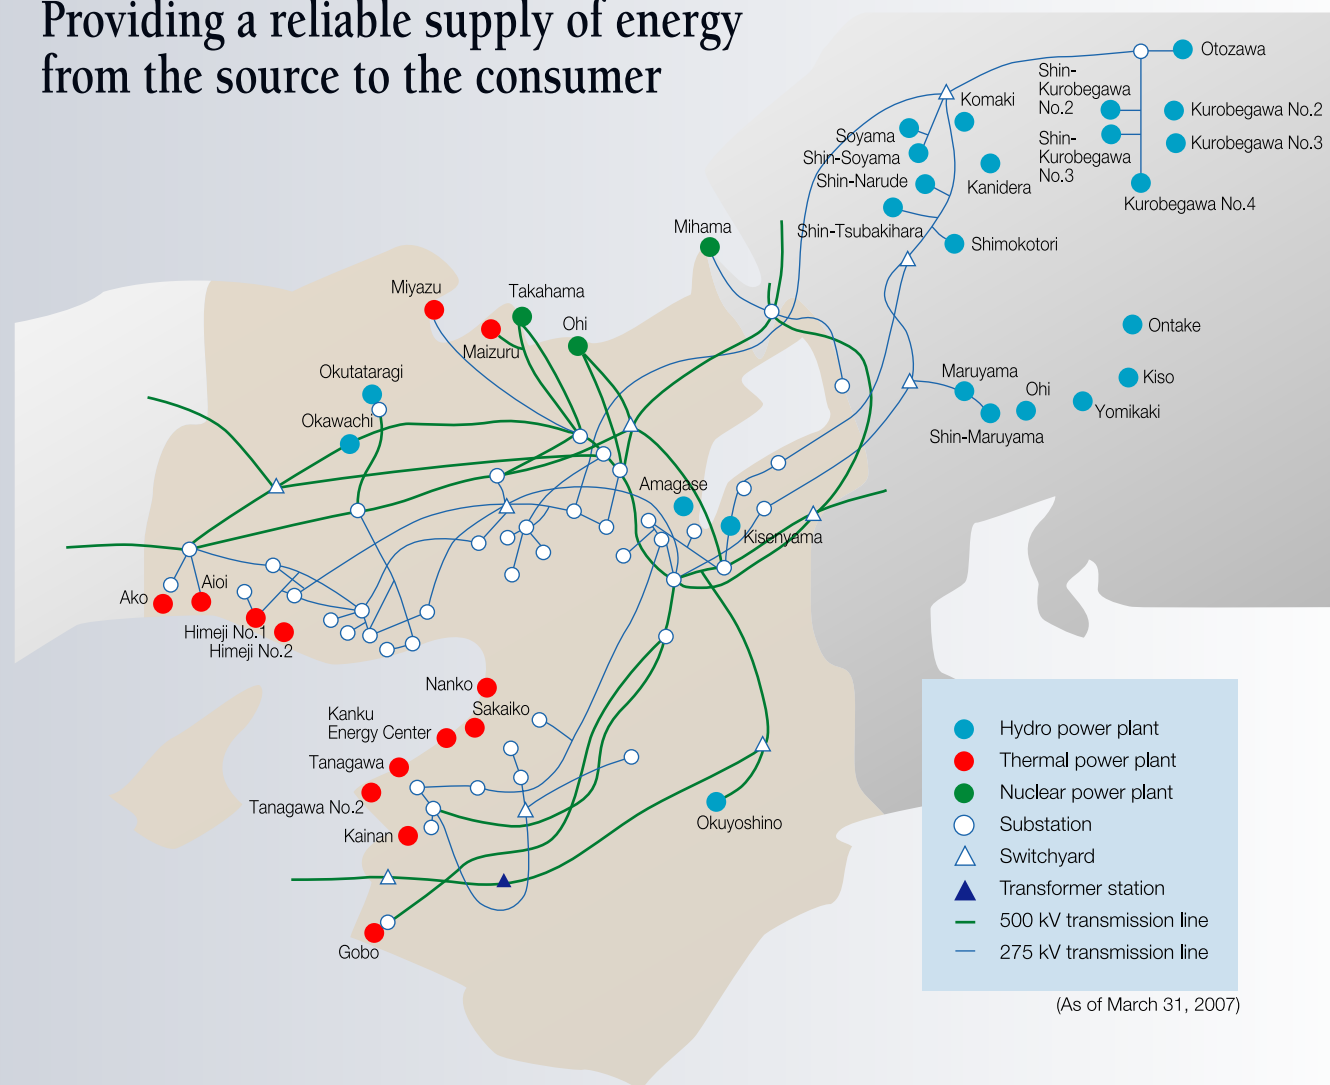 Providing a reliable supply of energy
from the source to the consumer
Otozawa
Shin-
Kurobegawa
No.2
Komaki
Kurobegawa No.2
Soyama
Shin-
Kurobegawa
No.3
Kurobegawa No.3
Shin-Soyama
Shin-Narude
Kanidera
Kurobegawa No.4
Mihama
Shin-Tsubakihara
Shimokotori
Miyazu
Takahama
Ohi
Maizuru
Ontake
Okutataragi
Maruyama
Ohi
Kiso
Yomikaki
Okawachi
Shin-Maruyama
Amagase
Kisenyama
Ako
Aioi
Himeji No.1
Himeji No.2
Nanko
Sakaiko
Kanku
Energy Center
Tanagawa
Tanagawa No.2
Kainan
Okuyoshino
Gobo
Hydro power plant
Thermal power plant
Nuclear power plant
Substation
Switchyard
Transformer station
500 kV transmission line
275 kV transmission line
(As of March 31, 2007)